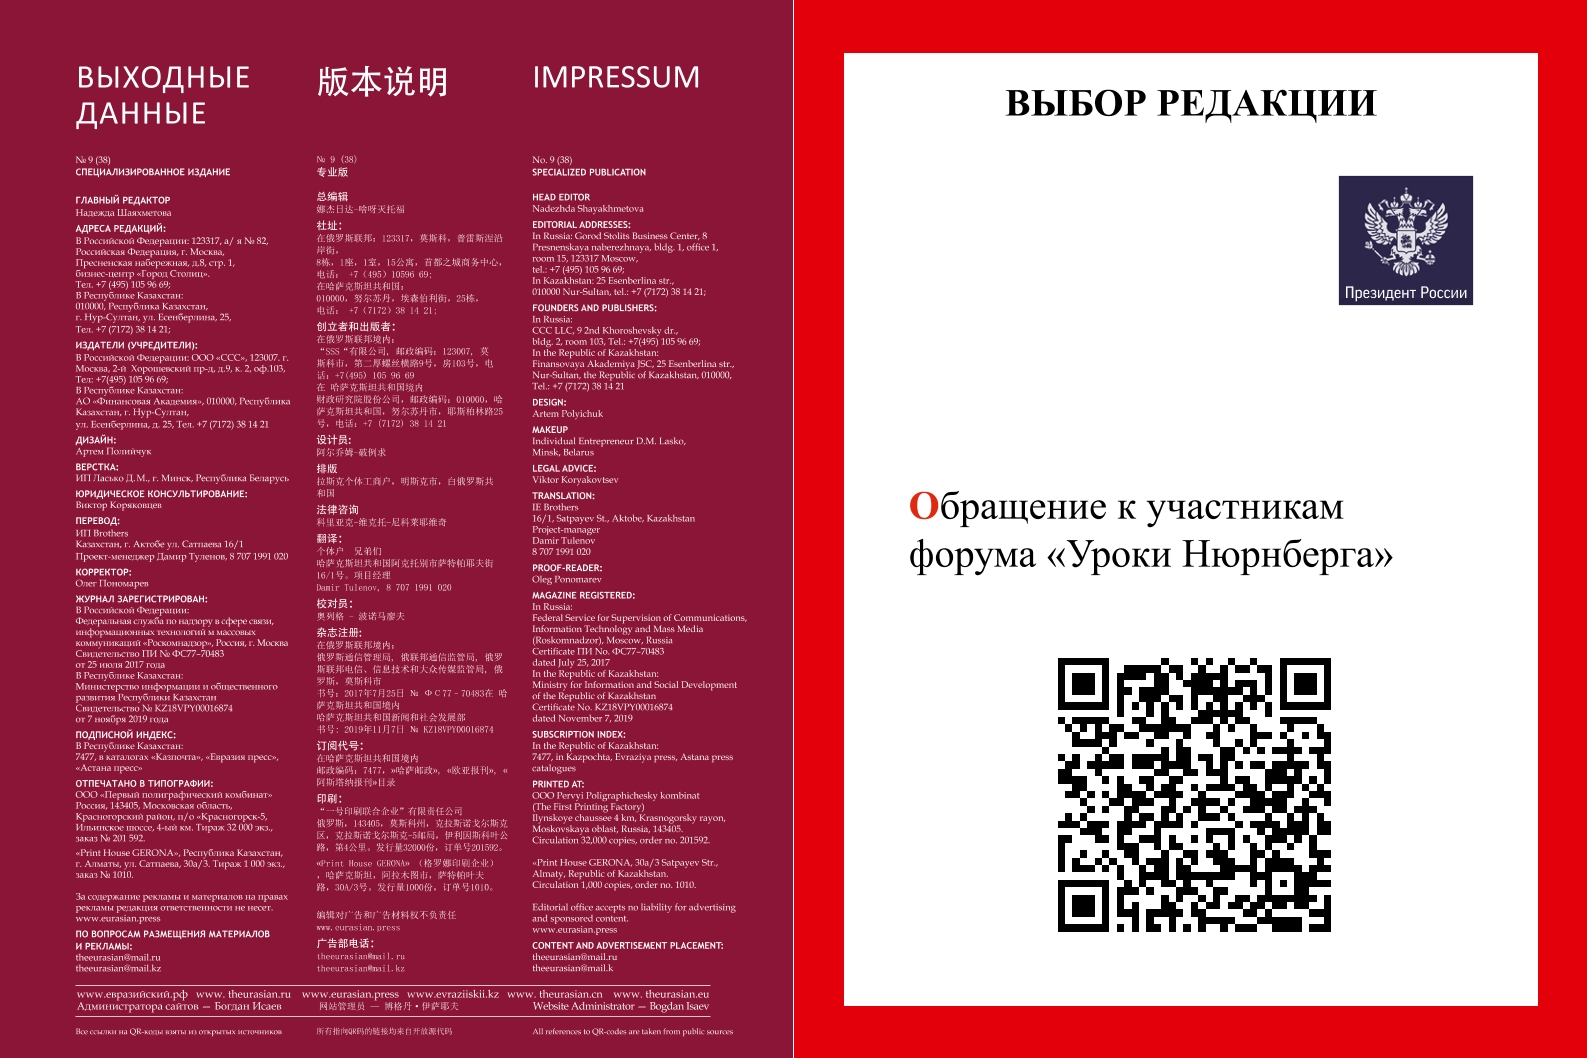 ВЫХОДНЫЕ
ДАННЫЕ
№ 9 (38)
СПЕЦИАЛИЗИРОВАННОЕ ИЗДАНИЕ
ГЛАВНЫЙ РЕДАКТОР
Надежда Шаяхметова
АДРЕСА РЕДАКЦИЙ:
В Российской Федерации: 123317, а/ я № 82,
Российская Федерация, г. Москва,
Пресненская набережная, д.8, стр. 1,
бизнес-центр «Город Столиц».
Тел. +7 (495) 105 96 69;
В Республике Казахстан:
010000, Республика Казахстан,
г. Нур-Султан, ул. Есенберлина, 25,
Тел. +7 (7172) 38 14 21;
ИЗДАТЕЛИ (УЧРЕДИТЕЛИ):
В Российской Федерации: ООО «ССС», 123007. г.
Москва, 2-й Хорошевский пр-д, д.9, к. 2, оф.103,
Тел: +7(495) 105 96 69;
В Республике Казахстан:
АО «Финансовая Академия», 010000, Республика
Казахстан, г. Нур-Султан,
ул. Есенберлина, д. 25, Тел. +7 (7172) 38 14 21
ДИЗАЙН:
Артем Полийчук
ВЕРСТКА:
ИП Ласько Д.М., г. Минск, Республика Беларусь
ЮРИДИЧЕСКОЕ КОНСУЛЬТИРОВАНИЕ:
Виктор Коряковцев
ПЕРЕВОД:
ИП Brothers
Казахстан, г. Актобе ул. Сатпаева 16/1
Проект-менеджер Дамир Туленов, 8 707 1991 020
КОРРЕКТОР:
Олег Пономарев
ЖУРНАЛ ЗАРЕГИСТРИРОВАН:
В Российской Федерации:
Федеральная служба по надзору в сфере связи,
информационных технологий м массовых
коммуникаций «Роскомнадзор», Россия, г. Москва
Свидетельство ПИ № ФС77–70483
от 25 июля 2017 года
В Республике Казахстан:
Министерство информации и общественного
развития Республики Казахстан
Свидетельство № KZ18VPY00016874
от 7 ноября 2019 года
ПОДПИСНОЙ ИНДЕКС:
В Республике Казахстан:
7477, в каталогах «Казпочта», «Евразия пресс»,
«Астана пресс»
ОТПЕЧАТАНО В ТИПОГРАФИИ:
ООО «Первый полиграфический комбинат»
Россия, 143405, Московская область,
Красногорский район, п/о «Красногорск-5,
Ильинское шоссе, 4-ый км. Тираж 32 000 экз.,
заказ № 201 592.
«Print House GERONA», Республика Казахстан,
г. Алматы, ул. Сатпаева, 30а/3. Тираж 1 000 экз.,
заказ № 1010.
За содержание рекламы и материалов на правах
рекламы редакция ответственности не несет.
www.eurasian.press
ПО ВОПРОСАМ РАЗМЕЩЕНИЯ МАТЕРИАЛОВ
И РЕКЛАМЫ:
theeurasian@mail.ru
theeurasian@mail.kz
版本说明
№ 9 (38)
专业版
总编辑
娜杰日达-啥呀灭托福
社址：
在俄罗斯联邦：123317，莫斯科，普雷斯涅沿
岸街，
8栋，1座，1室，15公寓，首都之城商务中心，
电话： +7（495）10596 69;
在哈萨克斯坦共和国：
010000，努尔苏丹，埃森伯利街，25栋，
电话： +7（7172）38 14 21;
创立者和出版者：
在俄罗斯联邦境内：
“SSS“有限公司, 邮政编码：123007, 莫
斯科市, 第二厚螺丝横路9号, 房103号, 电
话：+7(495) 105 96 69
在 哈萨克斯坦共和国境内
财政研究院股份公司，邮政编码：010000，哈
萨克斯坦共和国，努尔苏丹市，耶斯柏林路25
号，电话：+7 (7172) 38 14 21
设计员：
阿尔乔姆-破例求
排版
拉斯克个体工商户，明斯克市，白俄罗斯共
和国
法律咨询
科里亚克-维克托-尼科莱耶维奇
翻译：
个体户 兄弟们
哈萨克斯坦共和国阿克托别市萨特帕耶夫街
16/1号。项目经理
Damir Tulenov, 8 707 1991 020
校对员：
奥列格 - 波诺马廖夫
杂志注册：
在俄罗斯联邦境内：
俄罗斯通信管理局, 俄联邦通信监管局, 俄罗
斯联邦电信、信息技术和大众传媒监管局, 俄
罗斯，莫斯科市
书号：2017年7月25日 № ФС77–70483在 哈
萨克斯坦共和国境内
哈萨克斯坦共和国新闻和社会发展部
书号：2019年11月7日 № KZ18VPY00016874
订阅代号：
在哈萨克斯坦共和国境内
邮政编码：7477, »哈萨邮政», «欧亚报刊», «
阿斯塔纳报刊»目录
印刷：
“一号印刷联合企业”有限责任公司
俄罗斯, 143405, 莫斯科州, 克拉斯诺戈尔斯克
区, 克拉斯诺戈尔斯克-5邮局, 伊利因斯科叶公
路, 第4公里。发行量32000份, 订单号201592。
«Print House GERONA» （格罗娜印刷企业）
, 哈萨克斯坦, 阿拉木图市, 萨特帕叶夫
路, 30A/3号。发行量1000份, 订单号1010。
编辑对广告和广告材料权不负责任
www.eurasian.press
广告部电话：
theeurasian@mail.ru
theeurasian@mail.kz
IMPRESSUM
No. 9 (38)
SPECIALIZED PUBLICATION
HEAD EDITOR
Nadezhda Shayakhmetova
EDITORIAL ADDRESSES:
In Russia: Gorod Stolits Business Center, 8
Presnenskaya naberezhnaya, bldg. 1, office 1,
room 15, 123317 Moscow,
tel.: +7 (495) 105 96 69;
In Kazakhstan: 25 Esenberlina str.,
010000 Nur-Sultan, tel.: +7 (7172) 38 14 21;
FOUNDERS AND PUBLISHERS:
In Russia:
CCC LLC, 9 2nd Khoroshevsky dr.,
bldg. 2, room 103, Tel.: +7(495) 105 96 69;
In the Republic of Kazakhstan:
Finansovaya Akademiya JSC, 25 Esenberlina str.,
Nur-Sultan, the Republic of Kazakhstan, 010000,
Tel.: +7 (7172) 38 14 21
DESIGN:
Artem Polyichuk
MAKEUP
Individual Entrepreneur D.M. Lasko,
Minsk, Belarus
LEGAL ADVICE:
Viktor Koryakovtsev
TRANSLATION:
IE Brothers
16/1, Satpayev St., Aktobe, Kazakhstan
Project-manager
Damir Tulenov
8 707 1991 020
PROOF-READER:
Oleg Ponomarev
MAGAZINE REGISTERED:
In Russia:
Federal Service for Supervision of Communications,
Information Technology and Mass Media
(Roskomnadzor), Moscow, Russia
Certificate ПИ No. ФС77–70483
dated July 25, 2017
In the Republic of Kazakhstan:
Ministry for Information and Social Development
of the Republic of Kazakhstan
Certificate No. KZ18VPY00016874
dated November 7, 2019
SUBSCRIPTION INDEX:
In the Republic of Kazakhstan:
7477, in Kazpochta, Evraziya press, Astana press
catalogues
PRINTED AT:
OOO Pervyi Poligraphichesky kombinat
(The First Printing Factory)
Ilynskoye chaussee 4 km, Krasnogorsky rayon,
Moskovskaya oblast, Russia, 143405.
Circulation 32,000 copies, order no. 201592.
«Print House GERONA, 30a/3 Satpayev Str.,
Almaty, Republic of Kazakhstan.
Circulation 1,000 copies, order no. 1010.
Editorial office accepts no liability for advertising
and sponsored content.
www.eurasian.press
CONTENT AND ADVERTISEMENT PLACEMENT:
theeurasian@mail.ru
theeurasian@mail.k
www.евразийский.рф www. theurasian.ru www.eurasian.press www.evraziiskii.kz www. theurasian.cn www. theurasian.eu
Администратора сайтов — Богдан Исаев 网站管理员 — 博格丹·伊萨耶夫 Website Administrator — Bogdan Isaev
Все ссылки на QR-коды взяты из открытых источников 所有指向QR码的链接均来自开放源代码 All references to QR-codes are taken from public sources
ВЫБОР РЕДАКЦИИ
Президент России
Обращение к участникам
форума «Уроки Нюрнберга»